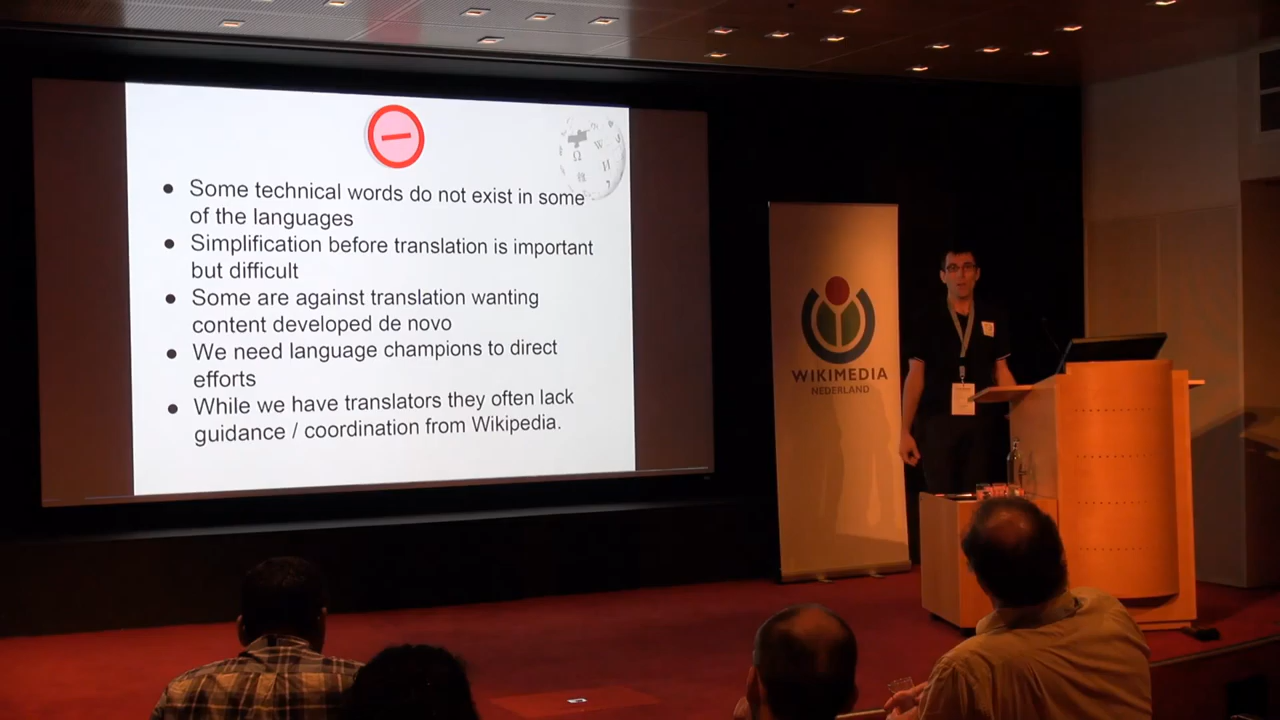 Some technical words do not exist in some
of the languages
Simplification before translation is important
but difficult
Some are against translation wanting
content developed de novo
We need language champions to direct
efforts
While we have translators they often lack
guidance / coordination from Wikipedia.
WIKIMEDIA
NEDERLAND